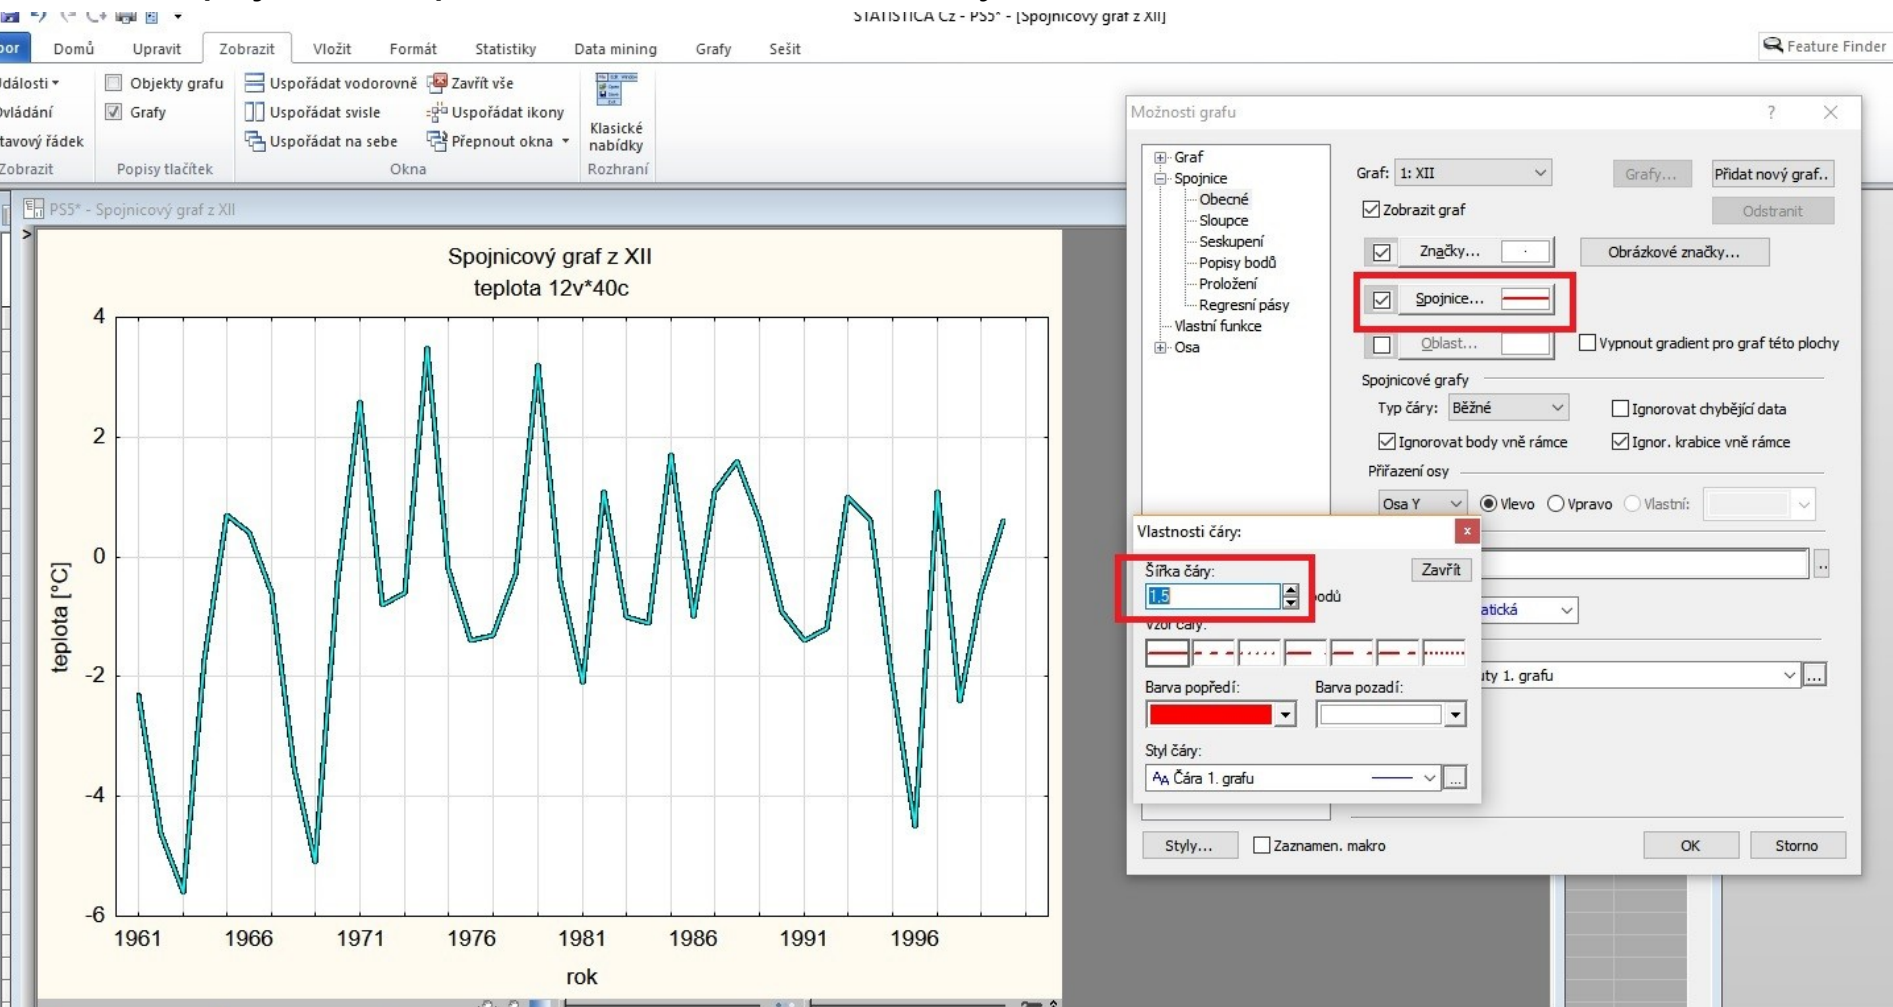 STATISTICA Cz - PS5* - [Spojnicový graf z XII]
Domů Upravit Zobrazit Vložit Formát Statistiky Data mining Grafy Sešit Feature Finder
Objekty grafu
Grafy
Popisy tlačítek
Uspořádat vodorovně
Uspořádat svisle
Uspořádat na sebe
Zavřít vše
Uspořádat ikony
Přepnout okna
Okna
Klasické
nabídky
Rozhraní
Zobrazit
PS5* - Spojnicový graf z XII
Spojnicový graf z XII
teplota 12v*40c
teplota [°C]
4
2
0
-2
-4
-6
1961 1966 1971 1976 1981 1986 1991 1996
rok
Možnosti grafu
Graf
Spojnice
Obecné
Sloupce
Seskupení
Popisy bodů
Proložení
Regresní pásy
Vlastní funkce
Osa
Graf: 1: XII Grafy... Přidat nový graf..
Zobrazit graf Odstranit
Značky... Obrázkové značky...
Spojnice...
Oblast... Vypnout gradient pro graf této plochy
Spojnicové grafy
Typ čáry: Běžné Ignorovat chybějící data
Ignorovat body vně rámce Ignor. krabice vně rámce
Přiřazení osy
Osa Y Vlevo Vpravo Vlastní:
Vlastnosti čáry:
Šířka čáry: Zavřít
1,5
Vzor čáry:
Barva popředí: Barva pozadí:
Styl čáry:
AA Čára 1. grafu
1. grafu
Styly... Zaznamen. makro OK Storno